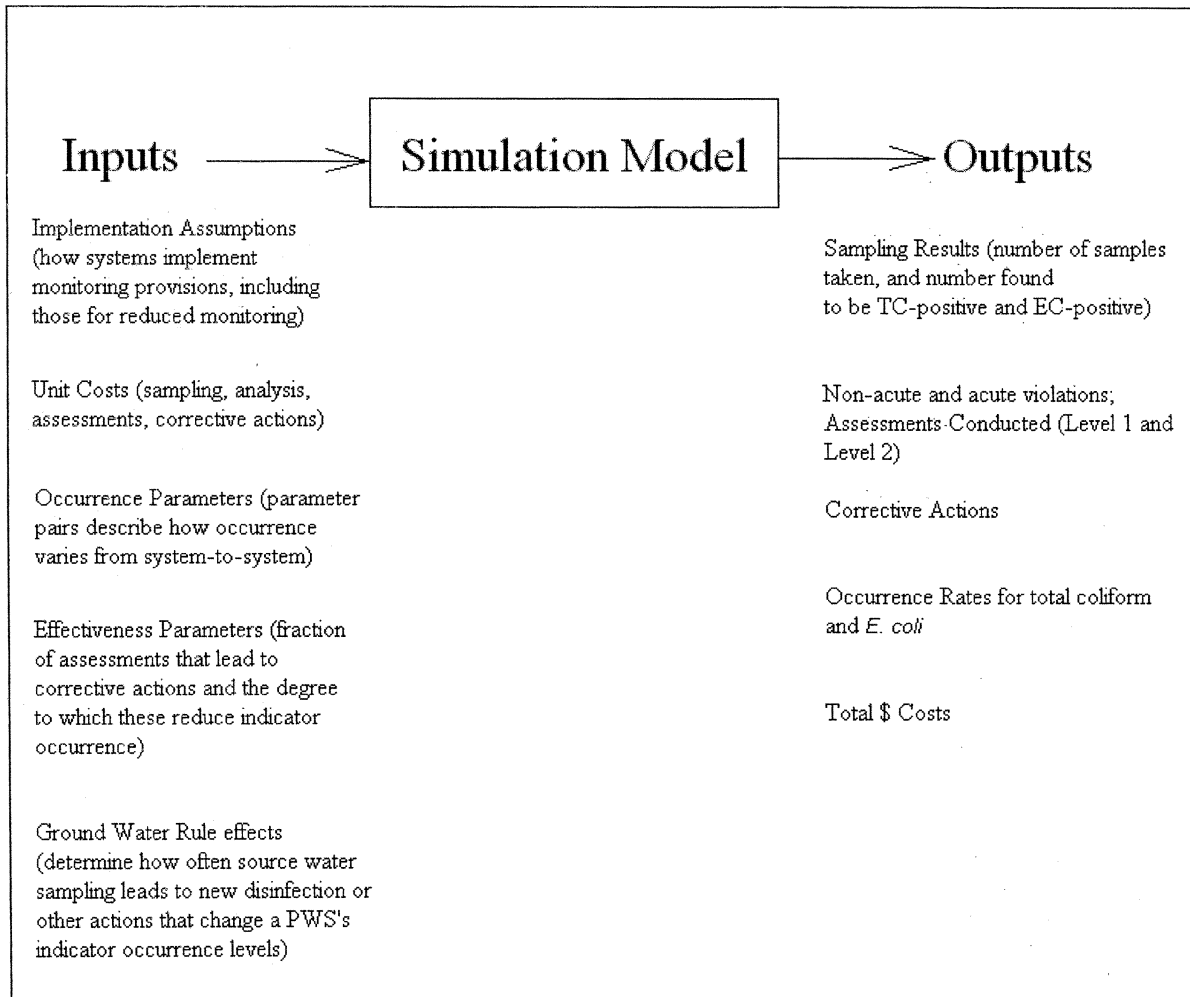 Inputs
Simulation Model
Outputs
Implementation Assumptions
(how systems implement
monitoring provisions, including
those for reduced monitoring)
Unit Costs (sampling, analysis,
assessments, corrective actions)
Occurrence Parameters (parameter
pairs describe how occurrence
varies from system-to-system)
Effectiveness Parameters (fraction
of assessments that lead to
corrective actions and the degree
to which these reduce indicator
occurrence)
Ground Water Rule effects
(determine how often source water
sampling leads to new disinfection or
other actions that change a PWS's
indicator occurrence levels)
Sampling Results (number of samples
taken, and number found
to be TC-positive and EC-positive)
Non-acute and acute violations;
Assessments Conducted (Level 1 and
Level 2)
Corrective Actions
Occurrence Rates for total coliform
and E. coli
Total $ Costs